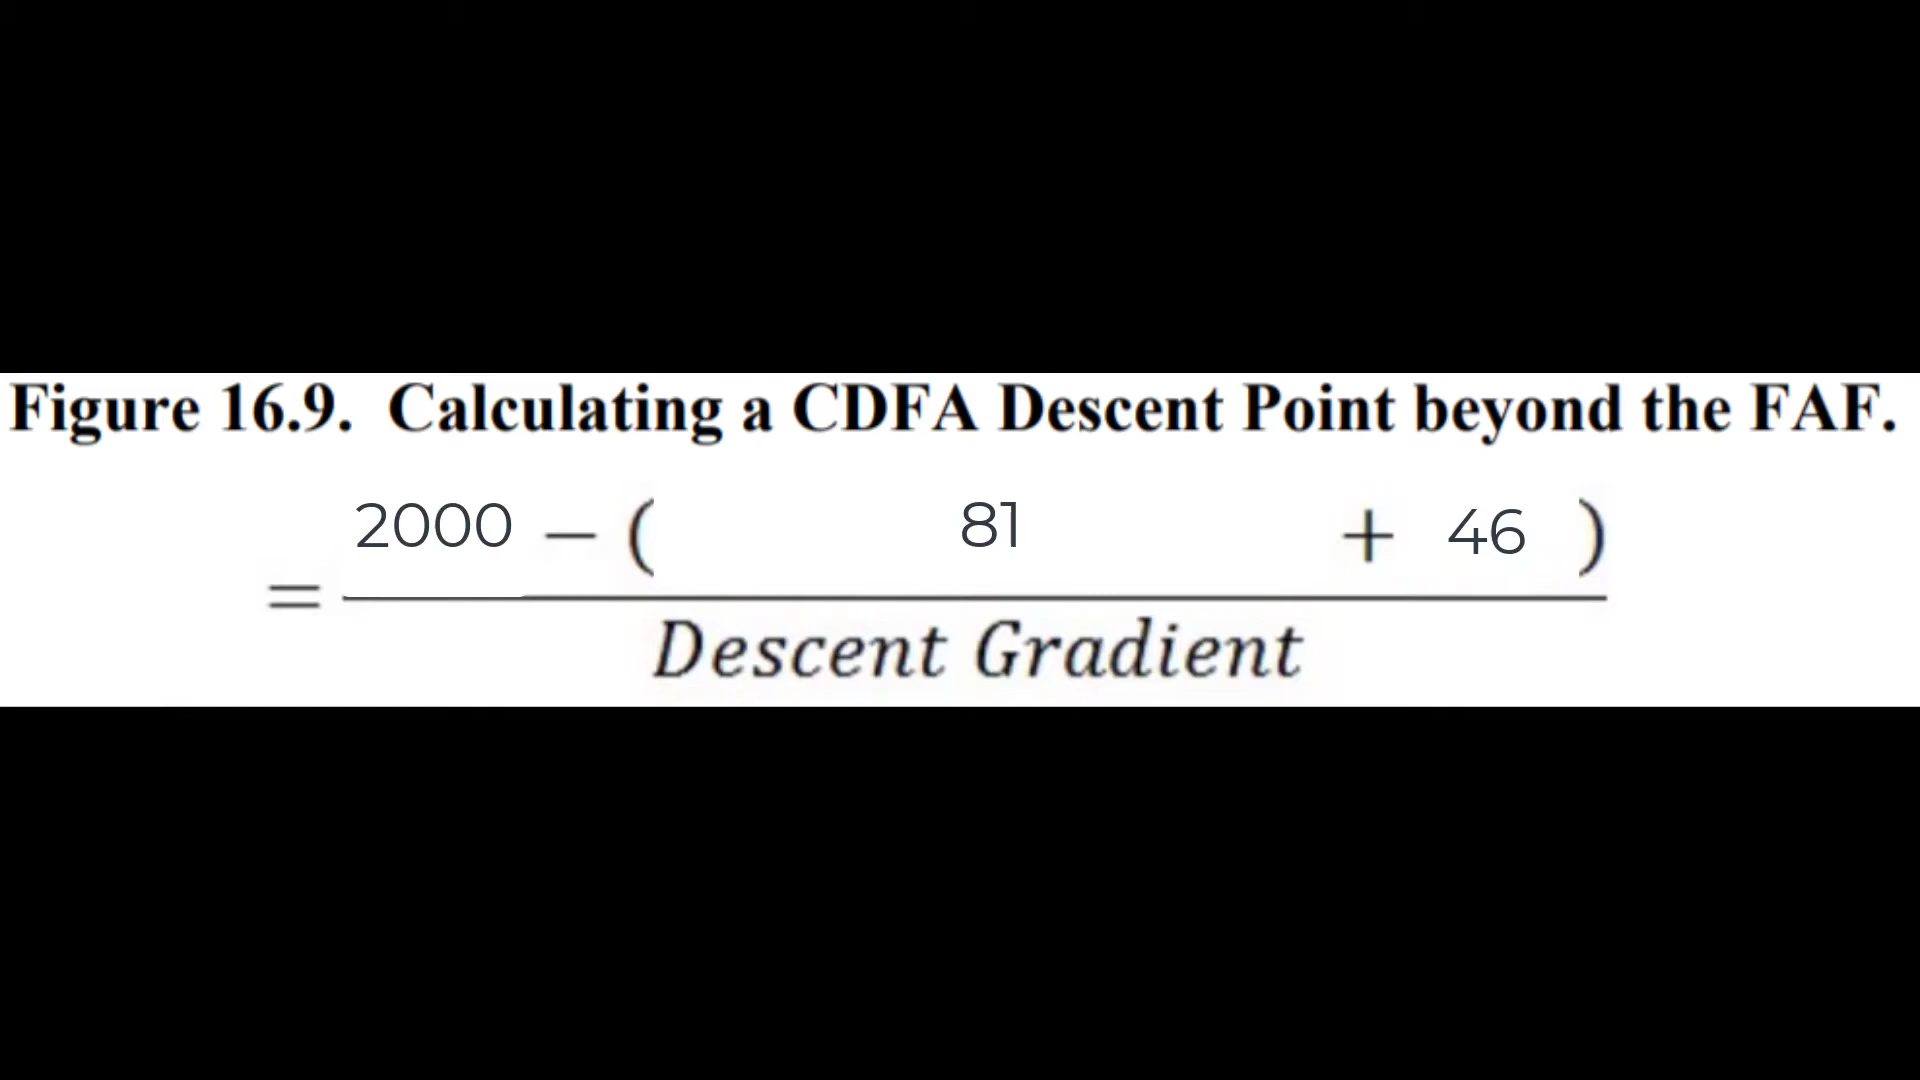 Figure 16.9. Calculating a CDFA Descent Point beyond the FAF.
= 2000 − ( 81 + 46 )
Descent Gradient